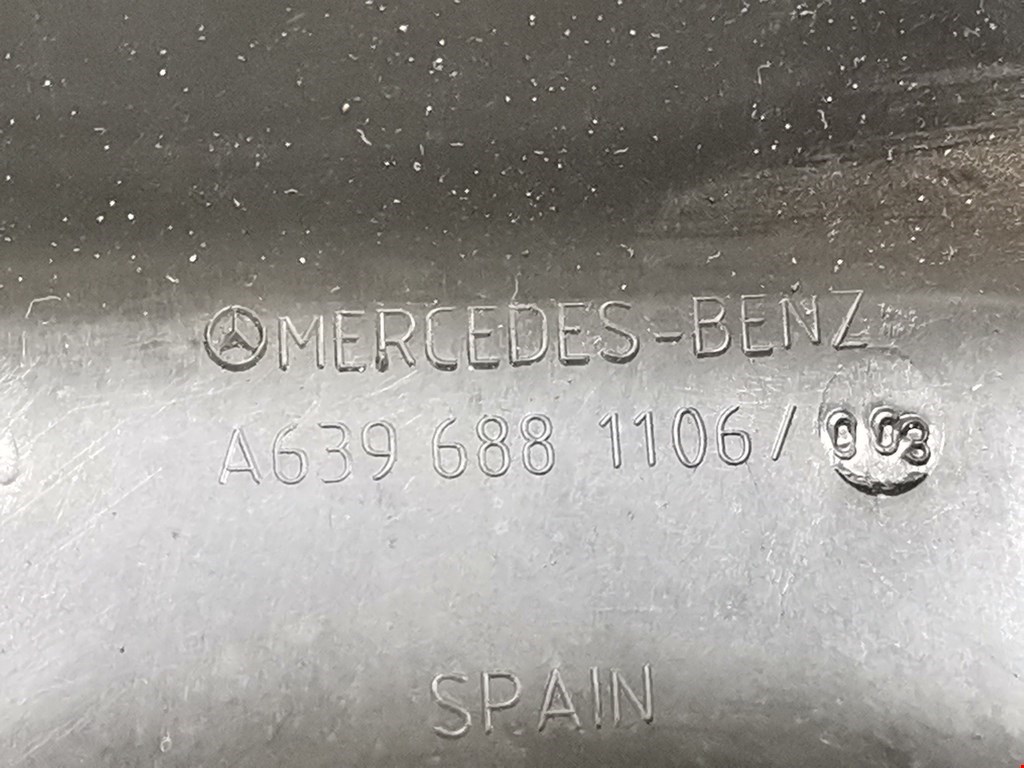 MERCEDES-BENZ
A639 688 1106/003
SPAIN